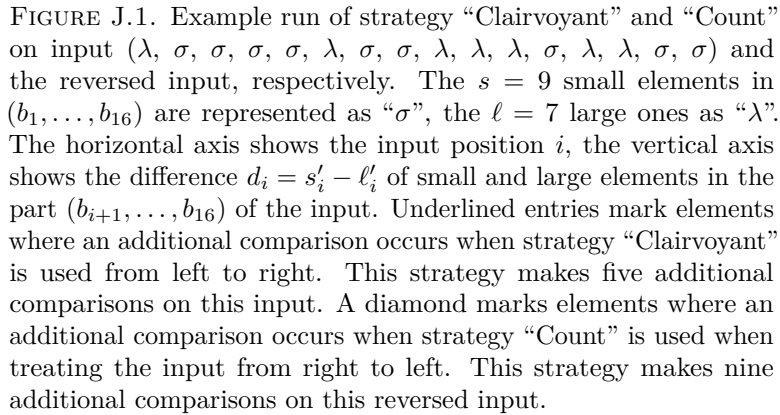 FIGURE J.1. Example run of strategy “Clairvoyant” and “Count”
on input (λ, σ, σ, σ, σ, λ, σ, σ, λ, λ, λ, σ, λ, λ, σ, σ) and
the reversed input, respectively. The s = 9 small elements in
(b₁, . . . , b₁₆) are represented as “σ”, the ℓ = 7 large ones as “λ”.
The horizontal axis shows the input position i, the vertical axis
shows the difference dᵢ = s′ᵢ − ℓ′ᵢ of small and large elements in the
part (bᵢ₊₁, . . . , b₁₆) of the input. Underlined entries mark elements
where an additional comparison occurs when strategy “Clairvoyant”
is used from left to right. This strategy makes five additional
comparisons on this input. A diamond marks elements where an
additional comparison occurs when strategy “Count” is used when
treating the input from right to left. This strategy makes nine
additional comparisons on this reversed input.